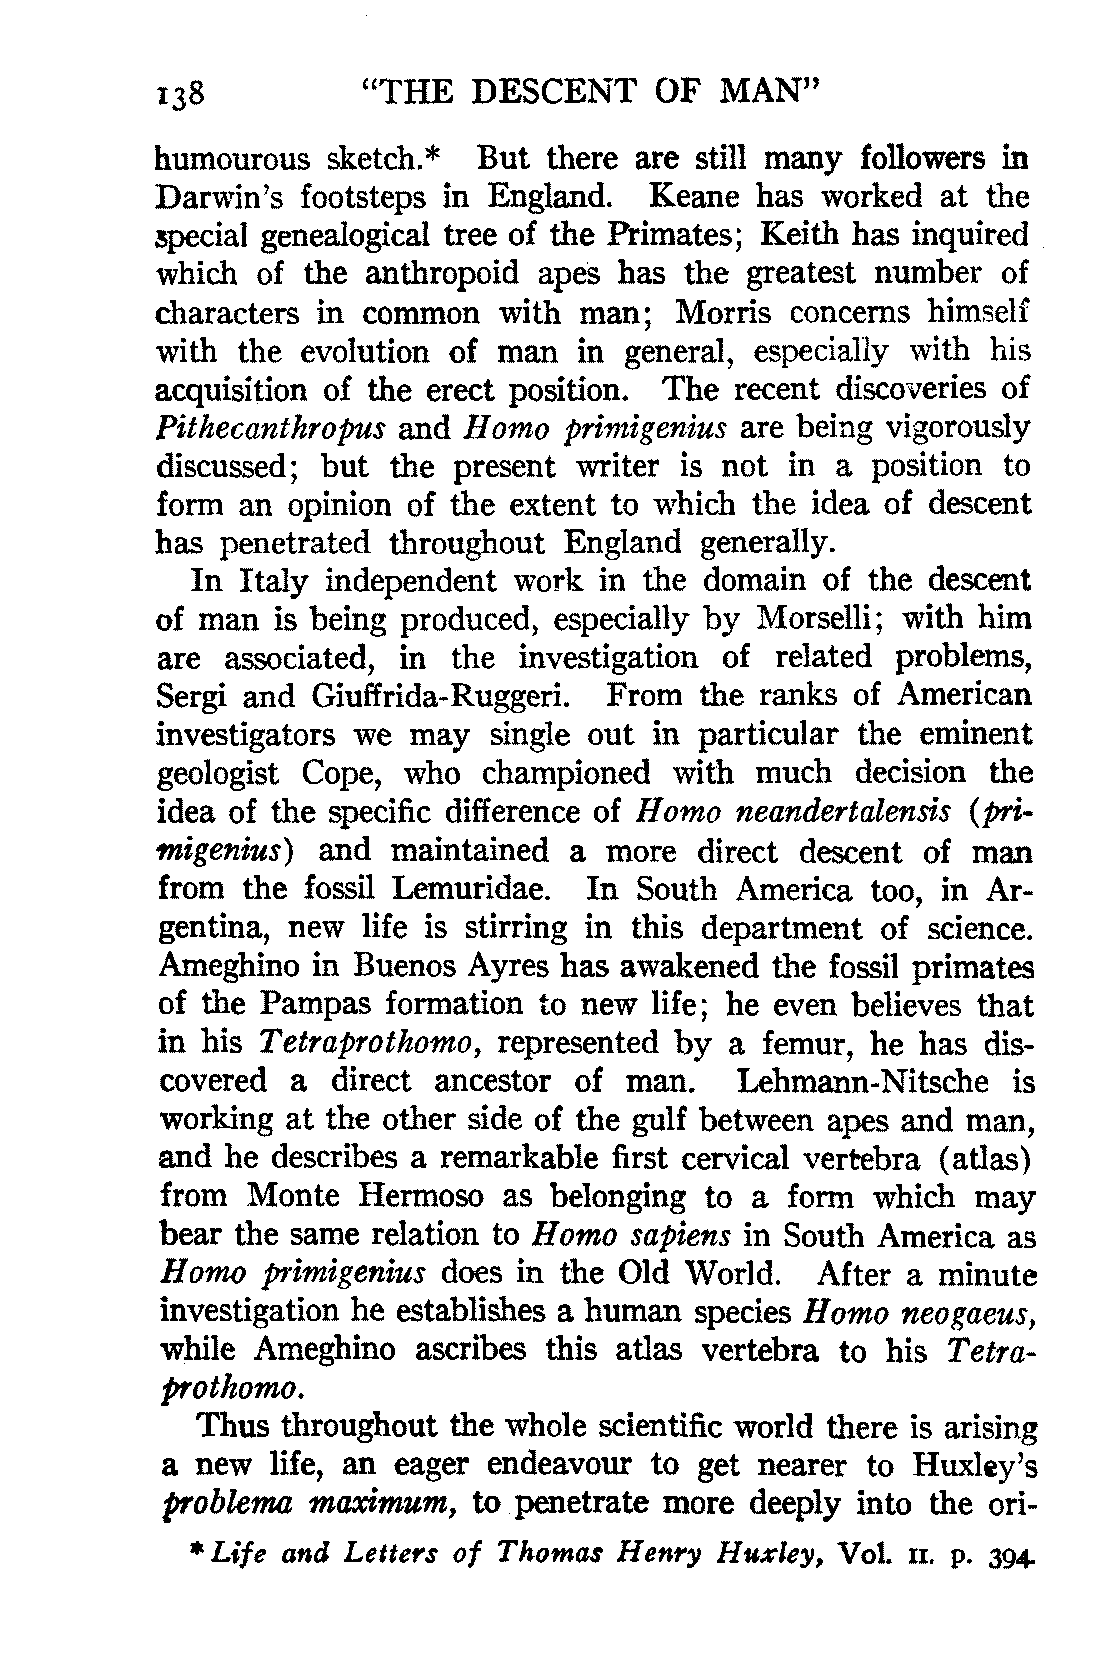 138 "THE DESCENT OF MAN"
humourous sketch.* But there are still many followers in
Darwin's footsteps in England. Keane has worked at the
special genealogical tree of the Primates; Keith has inquired
which of the anthropoid apes has the greatest number of
characters in common with man; Morris concerns himself
with the evolution of man in general, especially with his
acquisition of the erect position. The recent discoveries of
Pithecanthropus and Homo primigenius are being vigorously
discussed; but the present writer is not in a position to
form an opinion of the extent to which the idea of descent
has penetrated throughout England generally.
In Italy independent work in the domain of the descent
of man is being produced, especially by Morselli; with him
are associated, in the investigation of related problems,
Sergi and Giuffrida-Ruggeri. From the ranks of American
investigators we may single out in particular the eminent
geologist Cope, who championed with much decision the
idea of the specific difference of Homo neandertalensis (pri-
migenius) and maintained a more direct descent of man
from the fossil Lemuridae. In South America too, in Ar-
gentina, new life is stirring in this department of science.
Ameghino in Buenos Ayres has awakened the fossil primates
of the Pampas formation to new life; he even believes that
in his Tetraprothomo, represented by a femur, he has dis-
covered a direct ancestor of man. Lehmann-Nitsche is
working at the other side of the gulf between apes and man,
and he describes a remarkable first cervical vertebra (atlas)
from Monte Hermoso as belonging to a form which may
bear the same relation to Homo sapiens in South America as
Homo primigenius does in the Old World. After a minute
investigation he establishes a human species Homo neogaeus,
while Ameghino ascribes this atlas vertebra to his Tetra-
prothomo.
Thus throughout the whole scientific world there is arising
a new life, an eager endeavour to get nearer to Huxley's
problema maximum, to penetrate more deeply into the ori-
* Life and Letters of Thomas Henry Huxley, Vol. II. p. 394.